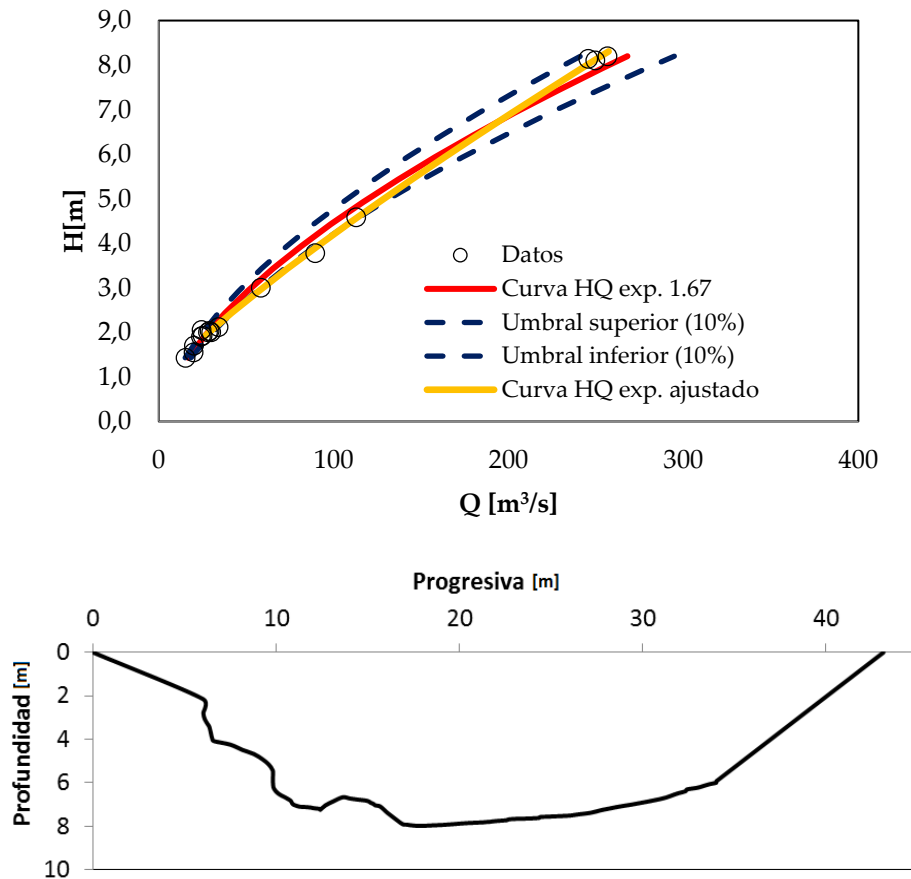 9,0
8,0
7,0
6,0
5,0
4,0
3,0
2,0
1,0
0,0
H[m]
Datos
Curva HQ exp. 1.67
Umbral superior (10%)
Umbral inferior (10%)
Curva HQ exp. ajustado
0 100 200 300 400
Q [m³/s]
Progresiva [m]
0 10 20 30 40
Profundidad [m]
0
2
4
6
8
10